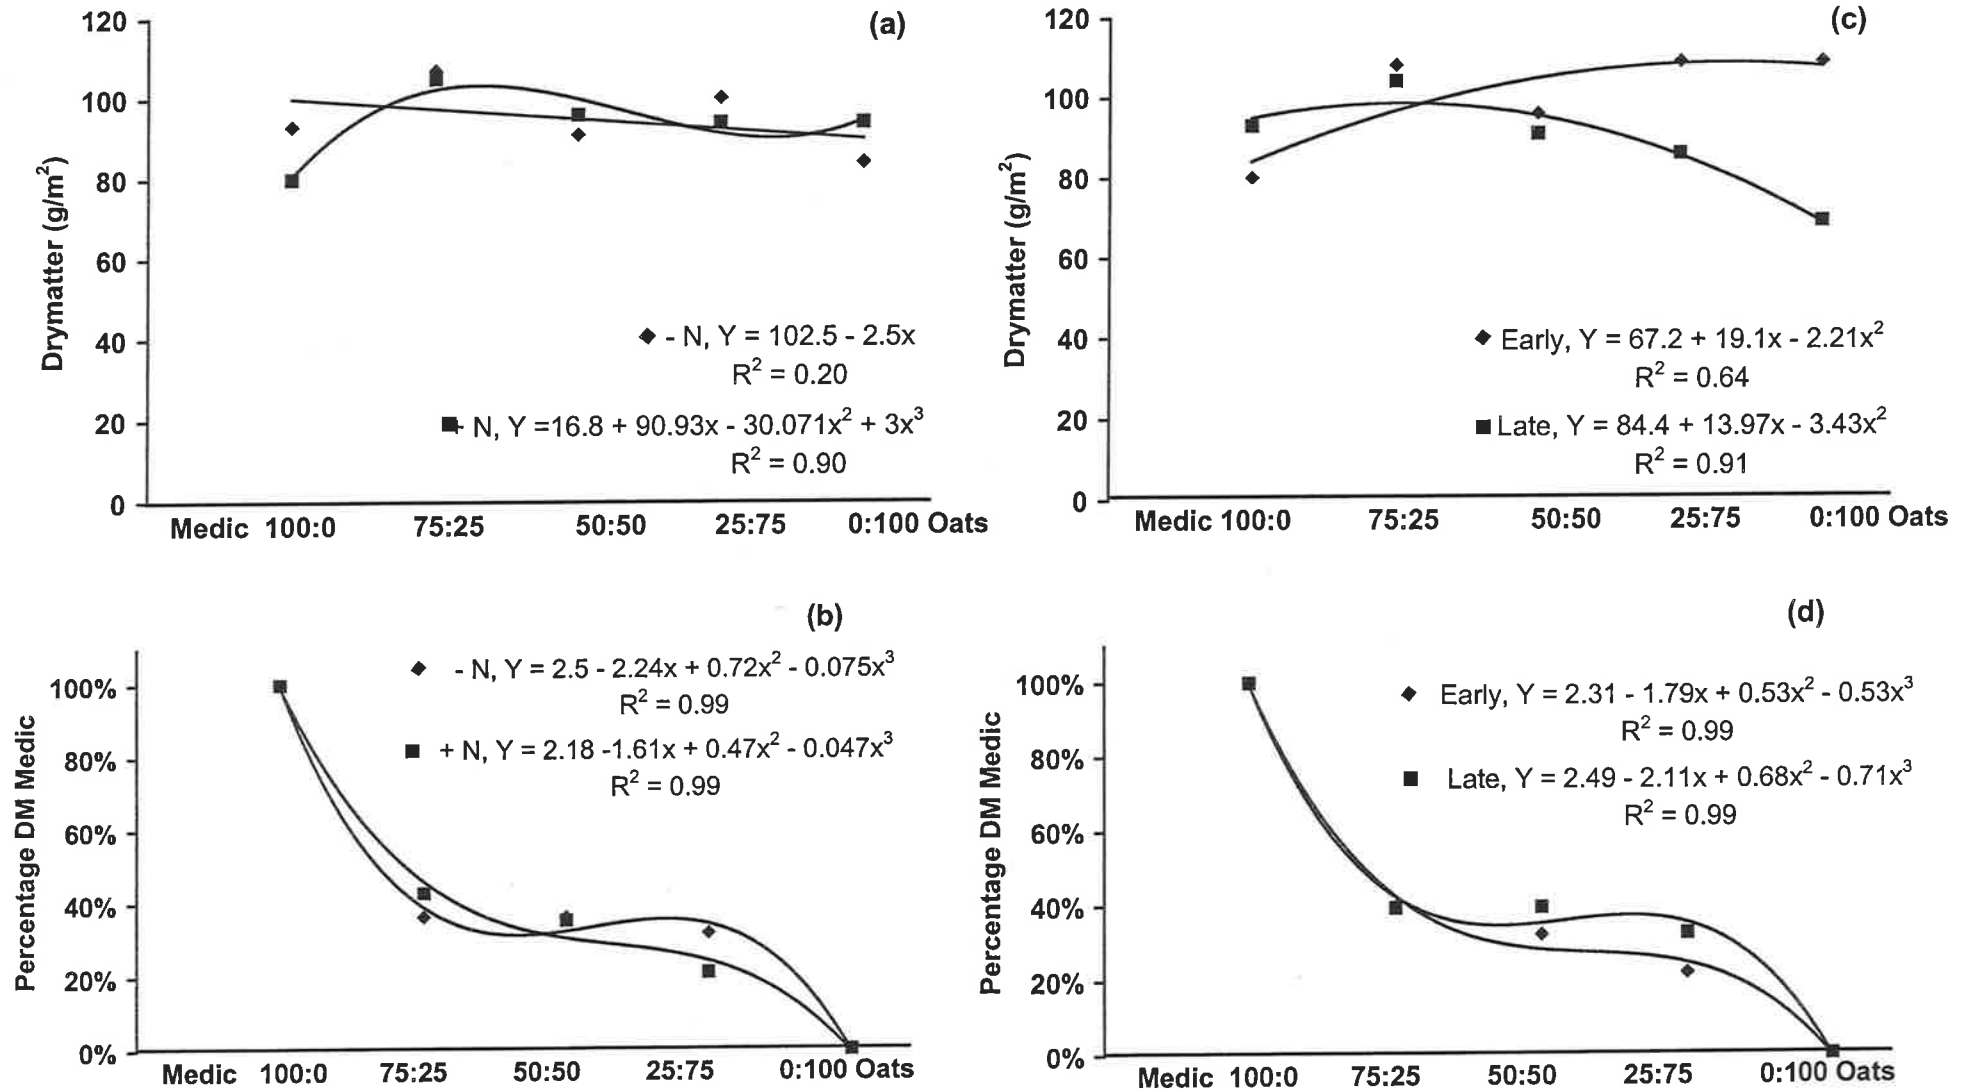 (a)
120
100
80
60
40
20
0
Drymatter (g/m²)
- N, Y = 102.5 - 2.5x
R² = 0.20
N, Y =16.8 + 90.93x - 30.071x² + 3x³
R² = 0.90
Medic 100:0 75:25 50:50 25:75 0:100 Oats
(c)
120
100
80
60
40
20
0
Drymatter (g/m²)
Early, Y = 67.2 + 19.1x - 2.21x²
R² = 0.64
Late, Y = 84.4 + 13.97x - 3.43x²
R² = 0.91
Medic 100:0 75:25 50:50 25:75 0:100 Oats
(b)
100%
80%
60%
40%
20%
0%
Percentage DM Medic
- N, Y = 2.5 - 2.24x + 0.72x² - 0.075x³
R² = 0.99
+ N, Y = 2.18 -1.61x + 0.47x² - 0.047x³
R² = 0.99
Medic 100:0 75:25 50:50 25:75 0:100 Oats
(d)
100%
80%
60%
40%
20%
0%
Percentage DM Medic
Early, Y = 2.31 - 1.79x + 0.53x² - 0.53x³
R² = 0.99
Late, Y = 2.49 - 2.11x + 0.68x² - 0.71x³
R² = 0.99
Medic 100:0 75:25 50:50 25:75 0:100 Oats